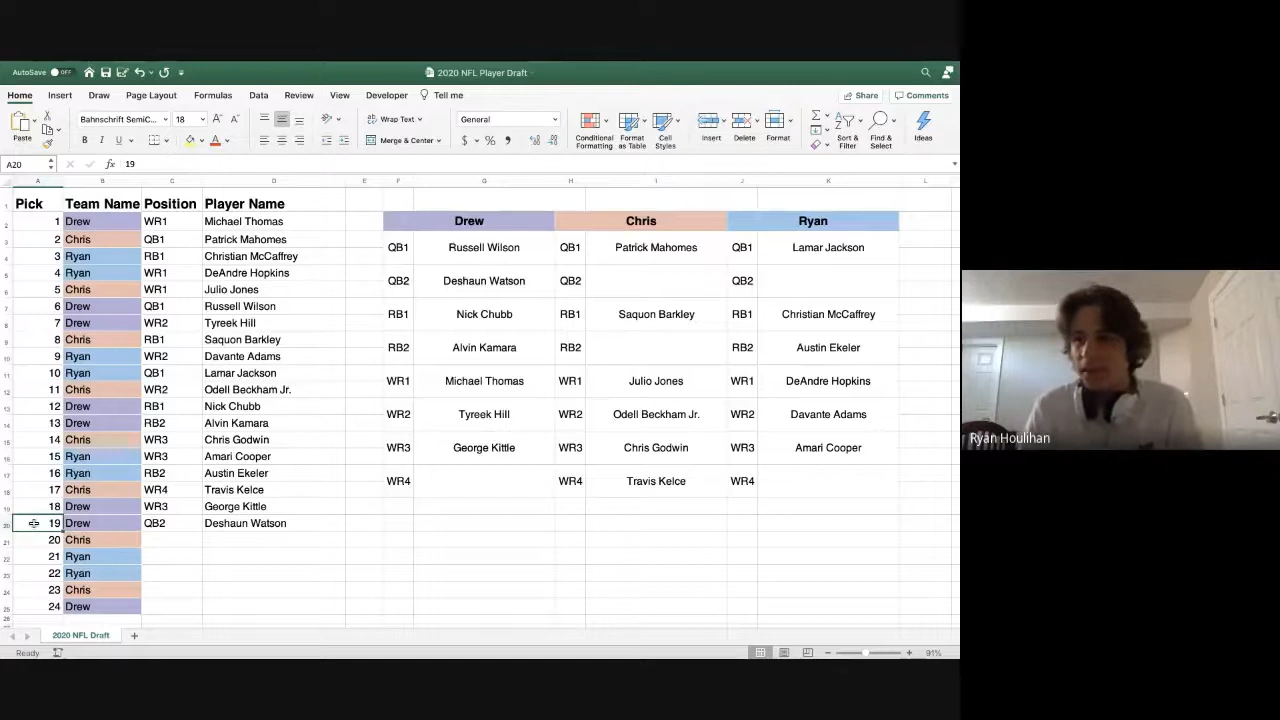 AutoSave OFF
2020 NFL Player Draft
Home Insert Draw Page Layout Formulas Data Review View Developer Tell me Share Comments
Paste Bahnschrift SemiC... 18 Wrap Text General
B I U Merge & Center $ % Conditional Formatting Format as Table Cell Styles Insert Delete Format Sort & Filter Find & Select Ideas
A20 fx 19
A B C D E F G H I J K L
Pick Team Name Position Player Name
1 Drew WR1 Michael Thomas
2 Chris QB1 Patrick Mahomes
3 Ryan RB1 Christian McCaffrey
4 Ryan WR1 DeAndre Hopkins
5 Chris WR1 Julio Jones
6 Drew QB1 Russell Wilson
7 Drew WR2 Tyreek Hill
8 Chris RB1 Saquon Barkley
9 Ryan WR2 Davante Adams
10 Ryan QB1 Lamar Jackson
11 Chris WR2 Odell Beckham Jr.
12 Drew RB1 Nick Chubb
13 Drew RB2 Alvin Kamara
14 Chris WR3 Chris Godwin
15 Ryan WR3 Amari Cooper
16 Ryan RB2 Austin Ekeler
17 Chris WR4 Travis Kelce
18 Drew WR3 George Kittle
19 Drew QB2 Deshaun Watson
20 Chris
21 Ryan
22 Ryan
23 Chris
24 Drew
Drew Chris Ryan
QB1 Russell Wilson QB1 Patrick Mahomes QB1 Lamar Jackson
QB2 Deshaun Watson QB2 QB2
RB1 Nick Chubb RB1 Saquon Barkley RB1 Christian McCaffrey
RB2 Alvin Kamara RB2 RB2 Austin Ekeler
WR1 Michael Thomas WR1 Julio Jones WR1 DeAndre Hopkins
WR2 Tyreek Hill WR2 Odell Beckham Jr. WR2 Davante Adams
WR3 George Kittle WR3 Chris Godwin WR3 Amari Cooper
WR4 WR4 Travis Kelce WR4
2020 NFL Draft
Ready 91%
Ryan Houlihan